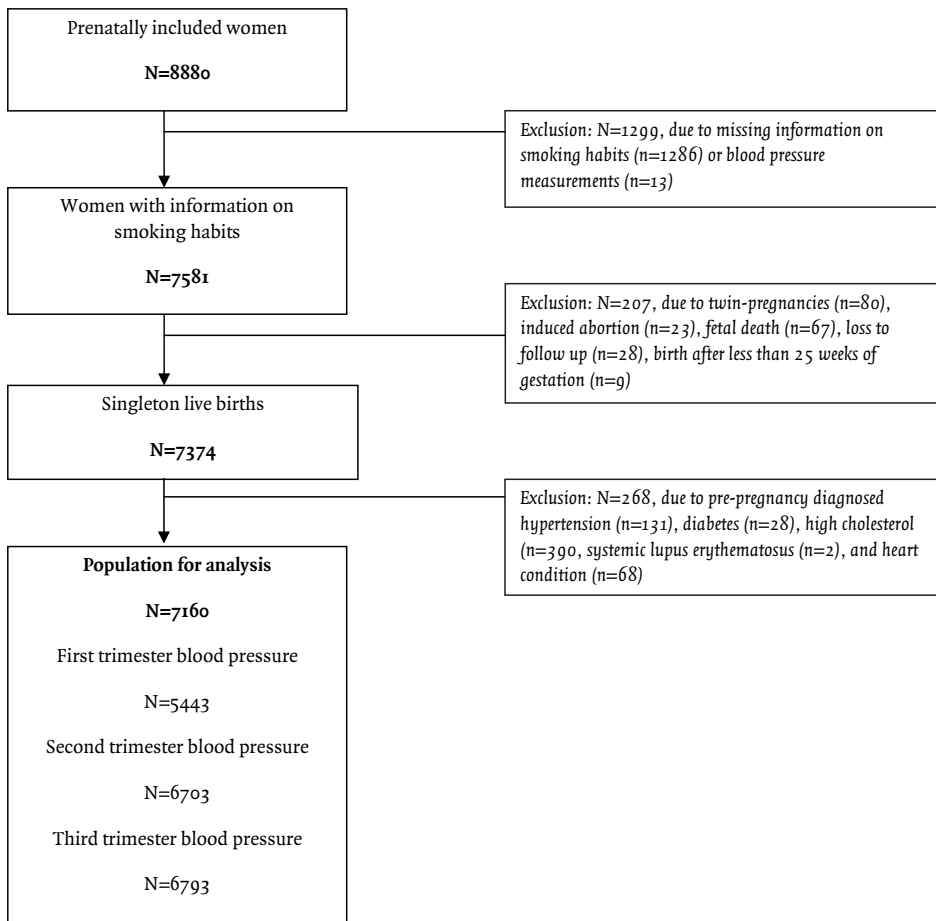 Prenatally included women
N=8880
Exclusion: N=1299, due to missing information on
smoking habits (n=1286) or blood pressure
measurements (n=13)
Women with information on
smoking habits
N=7581
Exclusion: N=207, due to twin-pregnancies (n=80),
induced abortion (n=23), fetal death (n=67), loss to
follow up (n=28), birth after less than 25 weeks of
gestation (n=9)
Singleton live births
N=7374
Exclusion: N=268, due to pre-pregnancy diagnosed
hypertension (n=131), diabetes (n=28), high cholesterol
(n=390, systemic lupus erythematosus (n=2), and heart
condition (n=68)
Population for analysis
N=7160
First trimester blood pressure
N=5443
Second trimester blood pressure
N=6703
Third trimester blood pressure
N=6793